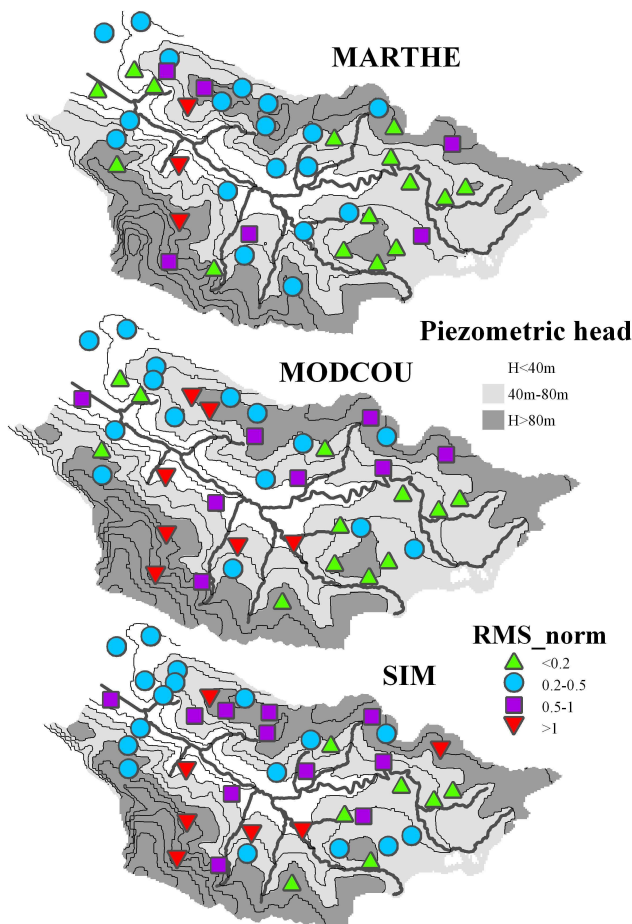 MARTHE
Piezometric head
MODCOU
H<40m
40m-80m
H>80m
RMS_norm
SIM
<0.2
0.2-0.5
0.5-1
>1